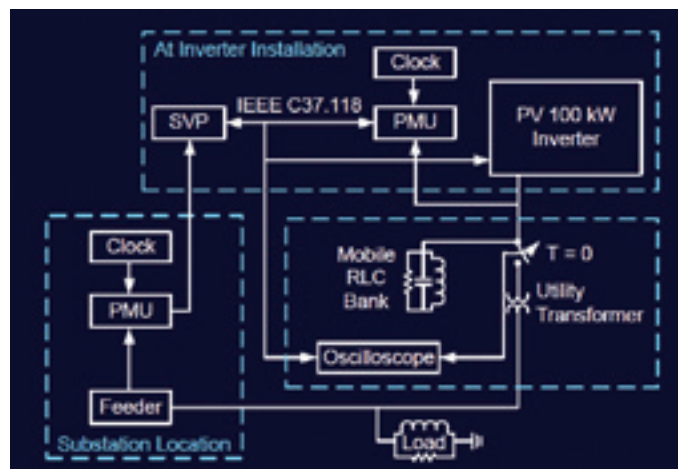 At Inverter Installation
Clock
IEEE C37.118
SVP
PMU
PV 100 kW
Inverter
Clock
PMU
Feeder
Substation Location
Mobile
RLC
Bank
T = 0
Utility
Transformer
Oscilloscope
Load